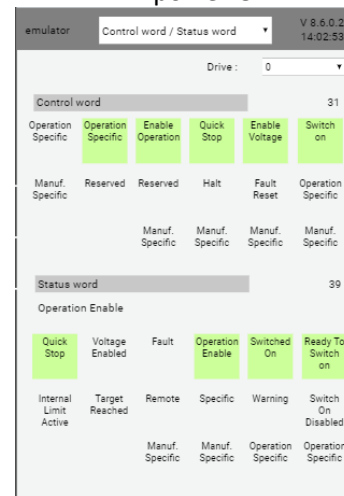 emulator Control word / Status word V 8.6.0.2
14:02:53
Drive : 0
Control word 31
Operation Specific Operation Specific Enable Operation Quick Stop Enable Voltage Switch on
Manuf. Specific Reserved Reserved Halt Fault Reset Operation Specific
Manuf. Specific Manuf. Specific Manuf. Specific Manuf. Specific
Status word 39
Operation Enable
Quick Stop Voltage Enabled Fault Operation Enable Switched On Ready To Switch on
Internal Limit Active Target Reached Remote Specific Warning Switch On Disabled
Manuf. Specific Manuf. Specific Operation Specific Operation Specific